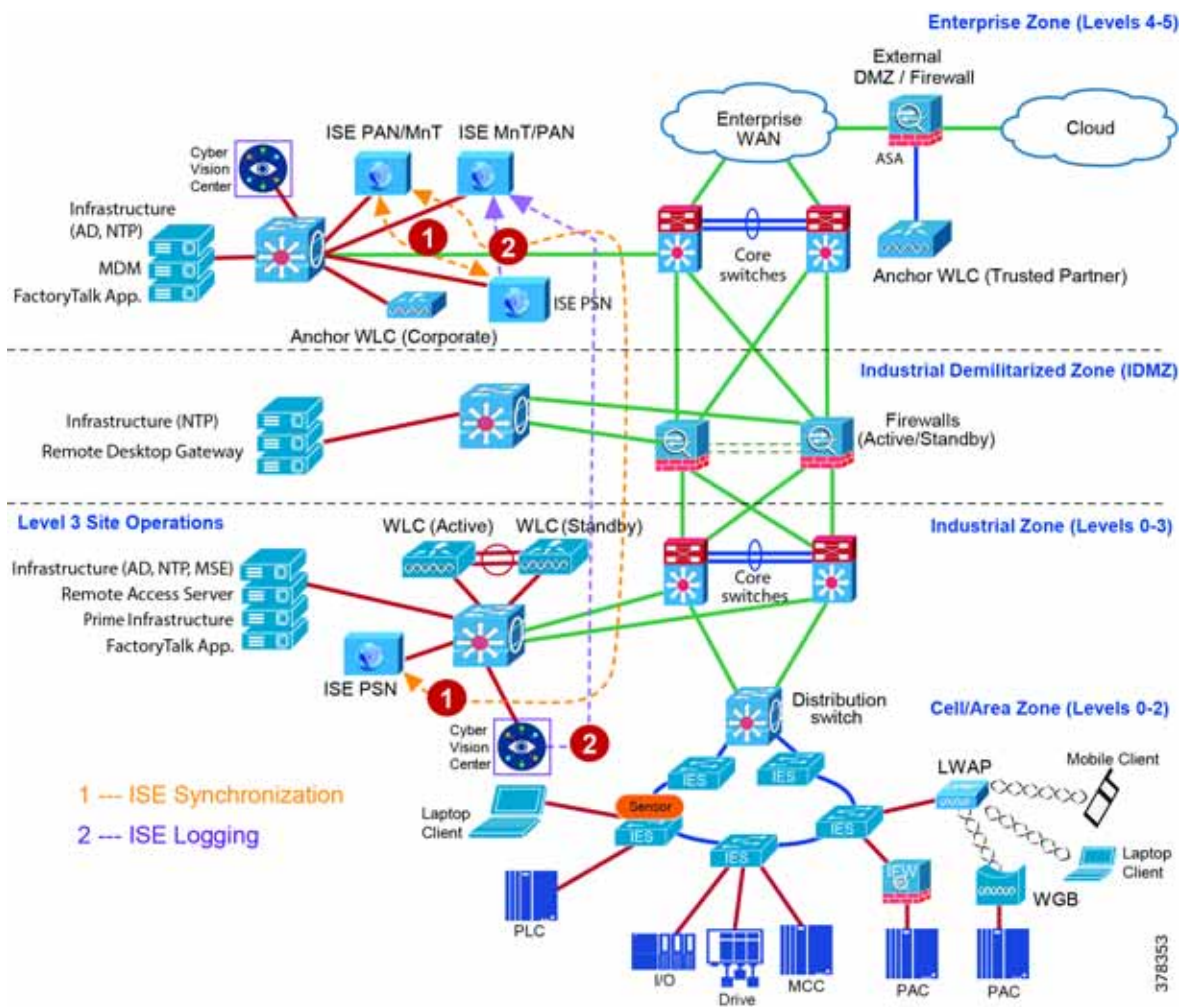 Enterprise Zone (Levels 4-5)
External
DMZ / Firewall
ISE PAN/MnT
ISE MnT/PAN
Enterprise
WAN
Cloud
Cyber
Vision
Center
ASA
Infrastructure
(AD, NTP)
MDM
FactoryTalk App.
1
2
Core
switches
Anchor WLC (Trusted Partner)
ISE PSN
Anchor WLC (Corporate)
Industrial Demilitarized Zone (IDMZ)
Infrastructure (NTP)
Remote Desktop Gateway
Firewalls
(Active/Standby)
Level 3 Site Operations
Industrial Zone (Levels 0-3)
WLC (Active)
WLC (Standby)
Infrastructure (AD, NTP, MSE)
Remote Access Server
Prime Infrastructure
FactoryTalk App.
Core
switches
ISE PSN
1
Distribution
switch
Cell/Area Zone (Levels 0-2)
Cyber
Vision
Center
2
IES
IES
LWAP
Mobile Client
1 --- ISE Synchronization
2 --- ISE Logging
Laptop
Client
Sensor
IES
IES
IES
IFW
Laptop
Client
WGB
PLC
I/O
Drive
MCC
PAC
PAC
378353